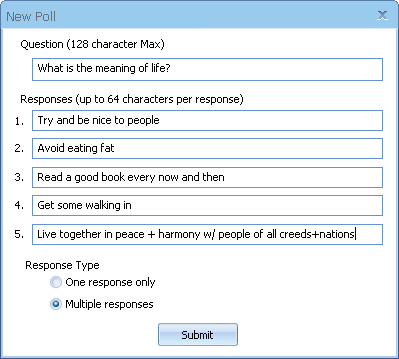 New Poll
Question (128 character Max)
What is the meaning of life?
Responses (up to 64 characters per response)
1. Try and be nice to people
2. Avoid eating fat
3. Read a good book every now and then
4. Get some walking in
5. Live together in peace + harmony w/ people of all creeds+nations
Response Type
One response only
Multiple responses
Submit